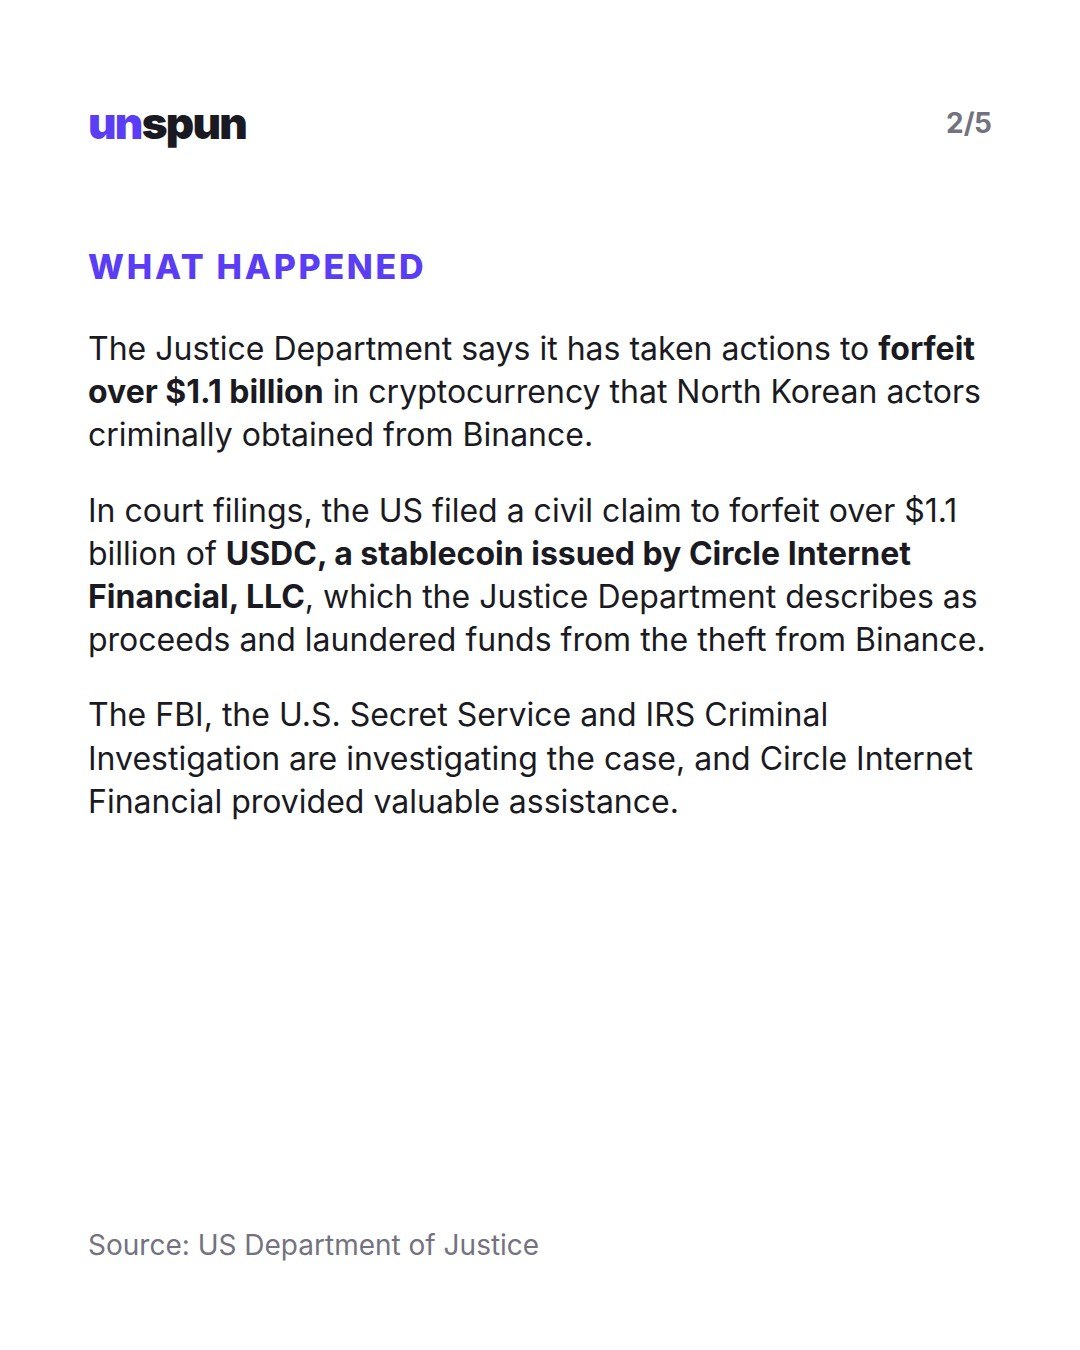 unspun
2/5
WHAT HAPPENED
The Justice Department says it has taken actions to forfeit
over $1.1 billion in cryptocurrency that North Korean actors
criminally obtained from Binance.
In court filings, the US filed a civil claim to forfeit over $1.1
billion of USDC, a stablecoin issued by Circle Internet
Financial, LLC, which the Justice Department describes as
proceeds and laundered funds from the theft from Binance.
The FBI, the U.S. Secret Service and IRS Criminal
Investigation are investigating the case, and Circle Internet
Financial provided valuable assistance.
Source: US Department of Justice